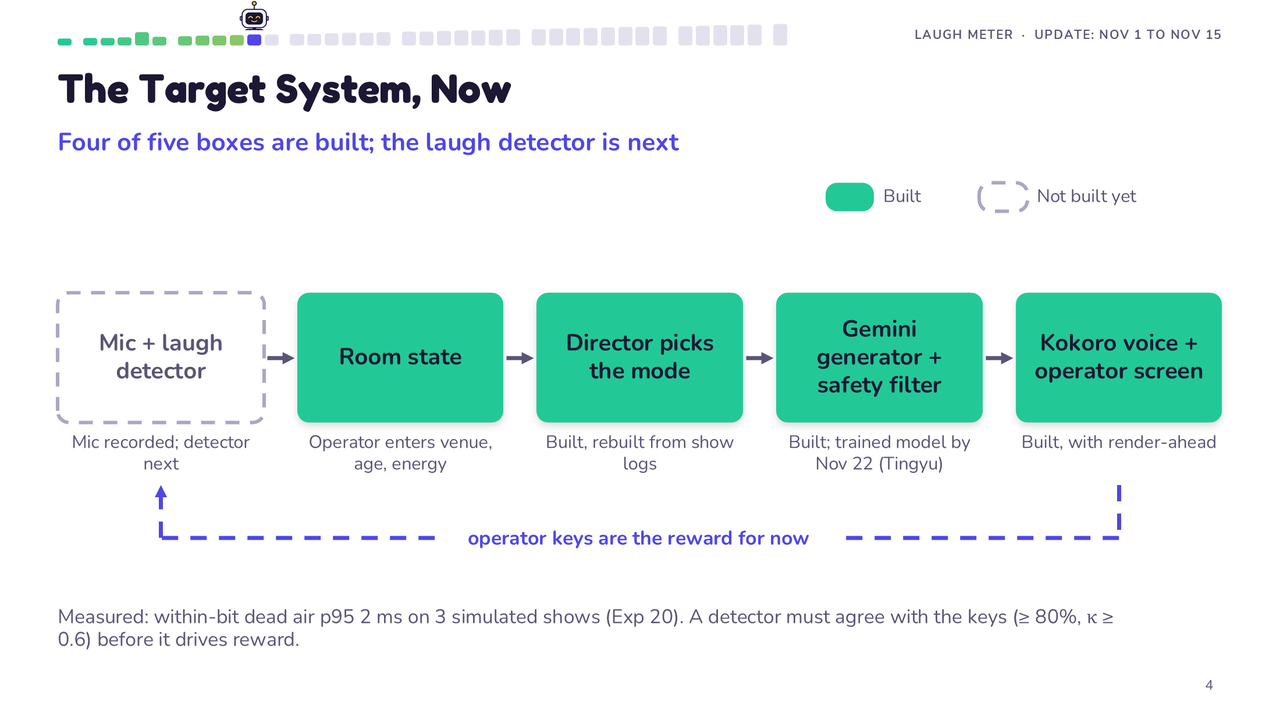 LAUGH METER · UPDATE: NOV 1 TO NOV 15
The Target System, Now
Four of five boxes are built; the laugh detector is next
Built
Not built yet
Mic + laugh
detector
Room state
Director picks
the mode
Gemini
generator +
safety filter
Kokoro voice +
operator screen
Mic recorded; detector
next
Operator enters venue,
age, energy
Built, rebuilt from show
logs
Built; trained model by
Nov 22 (Tingyu)
Built, with render-ahead
operator keys are the reward for now
Measured: within-bit dead air p95 2 ms on 3 simulated shows (Exp 20). A detector must agree with the keys (≥ 80%, κ ≥
0.6) before it drives reward.
4